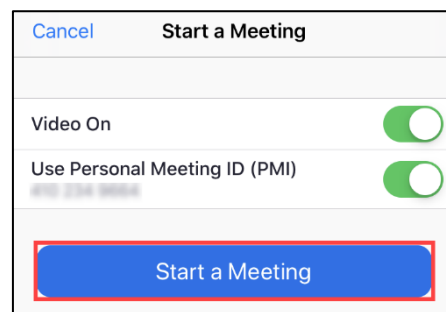 Cancel Start a Meeting
Video On
Use Personal Meeting ID (PMI)
Start a Meeting